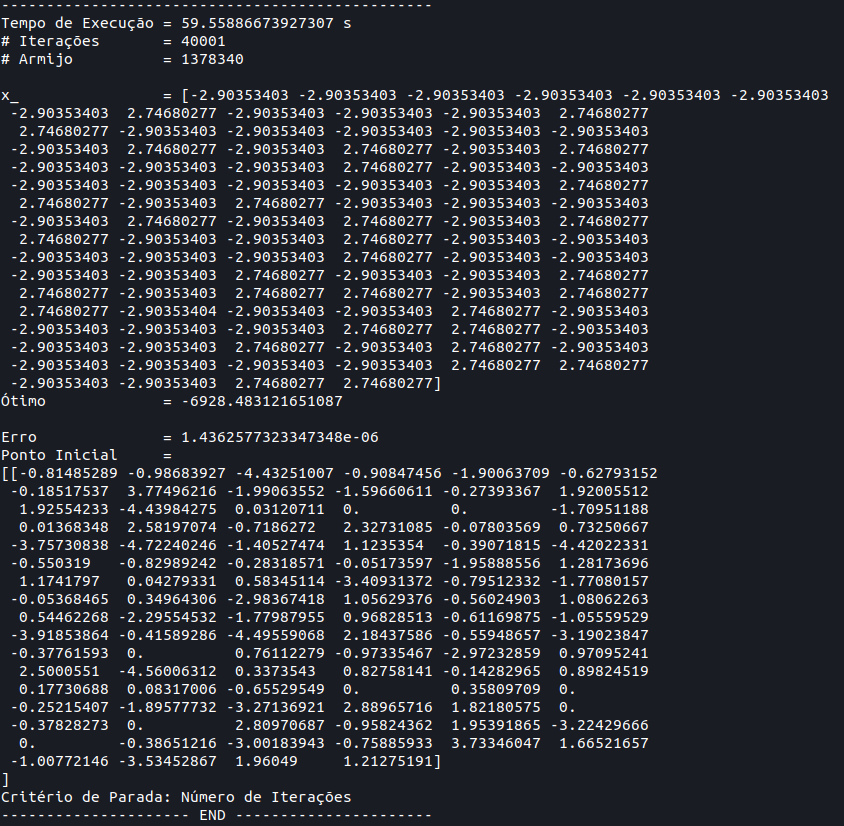 ------------------------------------------------
Tempo de Execução = 59.55886673927307 s
# Iterações       = 40001
# Armijo          = 1378340
x_                = [-2.90353403 -2.90353403 -2.90353403 -2.90353403 -2.90353403 -2.90353403
 -2.90353403  2.74680277 -2.90353403 -2.90353403 -2.90353403  2.74680277
  2.74680277 -2.90353403 -2.90353403 -2.90353403 -2.90353403 -2.90353403
 -2.90353403  2.74680277 -2.90353403  2.74680277 -2.90353403  2.74680277
 -2.90353403 -2.90353403 -2.90353403  2.74680277 -2.90353403 -2.90353403
 -2.90353403 -2.90353403 -2.90353403 -2.90353403 -2.90353403  2.74680277
  2.74680277 -2.90353403  2.74680277 -2.90353403 -2.90353403 -2.90353403
 -2.90353403  2.74680277 -2.90353403  2.74680277 -2.90353403  2.74680277
  2.74680277 -2.90353403 -2.90353403  2.74680277 -2.90353403 -2.90353403
 -2.90353403 -2.90353403 -2.90353403  2.74680277 -2.90353403 -2.90353403
 -2.90353403 -2.90353403  2.74680277 -2.90353403 -2.90353403  2.74680277
  2.74680277 -2.90353403  2.74680277  2.74680277 -2.90353403  2.74680277
  2.74680277 -2.90353404 -2.90353403 -2.90353403  2.74680277 -2.90353403
 -2.90353403 -2.90353403 -2.90353403  2.74680277  2.74680277 -2.90353403
 -2.90353403 -2.90353403  2.74680277 -2.90353403  2.74680277 -2.90353403
 -2.90353403 -2.90353403 -2.90353403 -2.90353403  2.74680277  2.74680277
 -2.90353403 -2.90353403  2.74680277  2.74680277]
Ótimo             = -6928.483121651087
Erro              = 1.4362577323347348e-06
Ponto Inicial     =
[[-0.81485289 -0.98683927 -4.43251007 -0.90847456 -1.90063709 -0.62793152
 -0.18517537  3.77496216 -1.99063552 -1.59660611 -0.27393367  1.92005512
  1.92554233 -4.43984275  0.03120711  0.          0.         -1.70951188
  0.01368348  2.58197074 -0.7186272   2.32731085 -0.07803569  0.73250667
 -3.75730838 -4.72240246 -1.40527474  1.1235354  -0.39071815 -4.42022331
 -0.550319   -0.82989242 -0.28318571 -0.05173597 -1.95888556  1.28173696
  1.1741797   0.04279331  0.58345114 -3.40931372 -0.79512332 -1.77080157
 -0.05368465  0.34964306 -2.98367418  1.05629376 -0.56024903  1.08062263
  0.54462268 -2.29554532 -1.77987955  0.96828513 -0.61169875 -1.05559529
 -3.91853864 -0.41589286 -4.49559068  2.18437586 -0.55948657 -3.19023847
 -0.37761593  0.          0.76112279 -0.97335467 -2.97232859  0.97095241
  2.5000551  -4.56006312  0.3373543   0.82758141 -0.14282965  0.89824519
  0.17730688  0.08317006 -0.65529549  0.          0.35809709  0.
 -0.25215407 -1.89577732 -3.27136921  2.88965716  1.82180575  0.
 -0.37828273  0.          2.80970687 -0.95824362  1.95391865 -3.22429666
  0.         -0.38651216 -3.00183943 -0.75885933  3.73346047  1.66521657
 -1.00772146 -3.53452867  1.96049     1.21275191]
]
Critério de Parada: Número de Iterações
--------------------- END ----------------------